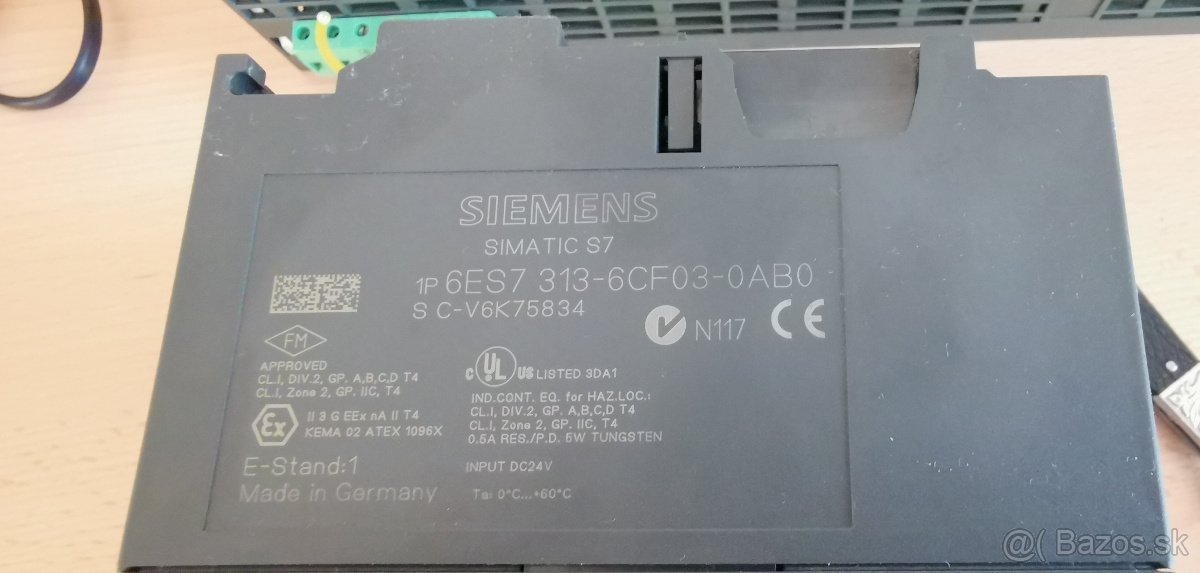 SIEMENS
SIMATIC S7
1P 6ES7 313-6CF03-0AB0
S C-V6K75834
N117 CE
FM
APPROVED
CL.I, DIV.2, GP. A,B,C,D T4
CL.I, Zone 2, GP. IIC, T4
Ex
II 3 G EEx nA II T4
KEMA 02 ATEX 1096X
c UL US LISTED 3DA1
IND.CONT. EQ. for HAZ.LOC.:
CL.I, DIV.2, GP. A,B,C,D T4
CL.I, Zone 2, GP. IIC, T4
0.5A RES./P.D. 5W TUNGSTEN
E-Stand:1
INPUT DC24V
Made in Germany
Ta: 0°C...+60°C
@( Bazos.sk